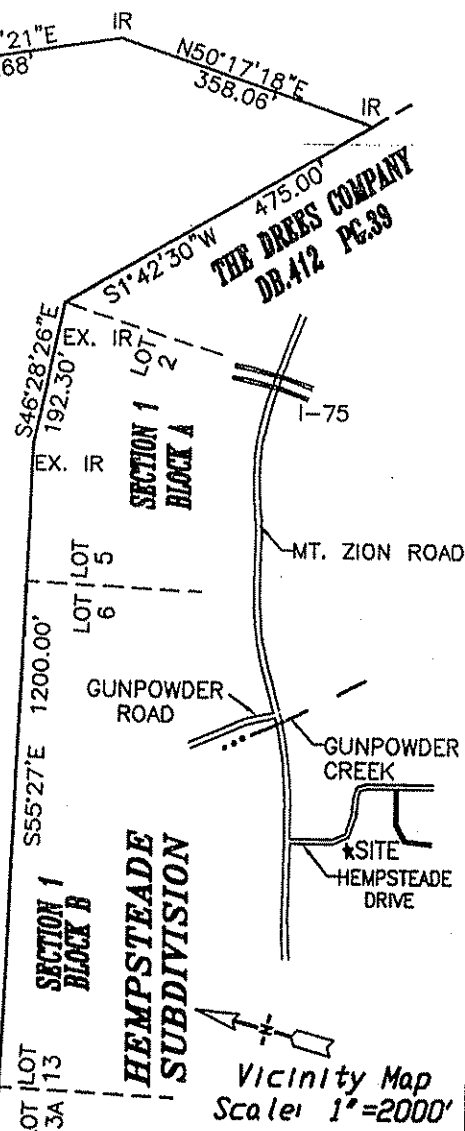 '21"E
68'
IR
N50°17'18"E
358.06'
IR
S1°42'30"W
475.00'
THE DREES COMPANY
DB.412 PG.39
S46°28'26"E
192.30'
EX. IR
LOT
2
SECTION 1
BLOCK A
I-75
EX. IR
MT. ZION ROAD
LOT
5
LOT
6
S55°27'E 1200.00'
GUNPOWDER
ROAD
GUNPOWDER
CREEK
SITE
HEMPSTEADE
DRIVE
SECTION 1
BLOCK B
HEMPSTEADE
SUBDIVISION
LOT
13
LOT
3A
N
Vicinity Map
Scale: 1"=2000'